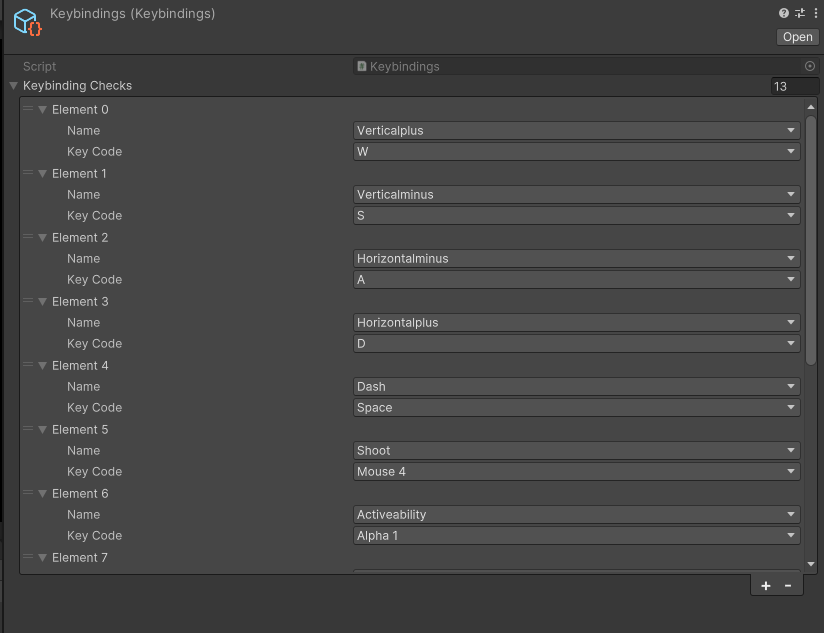 Keybindings (Keybindings)
Open
Script Keybindings
Keybinding Checks 13
Element 0
Name Verticalplus
Key Code W
Element 1
Name Verticalminus
Key Code S
Element 2
Name Horizontalminus
Key Code A
Element 3
Name Horizontalplus
Key Code D
Element 4
Name Dash
Key Code Space
Element 5
Name Shoot
Key Code Mouse 4
Element 6
Name Activeability
Key Code Alpha 1
Element 7